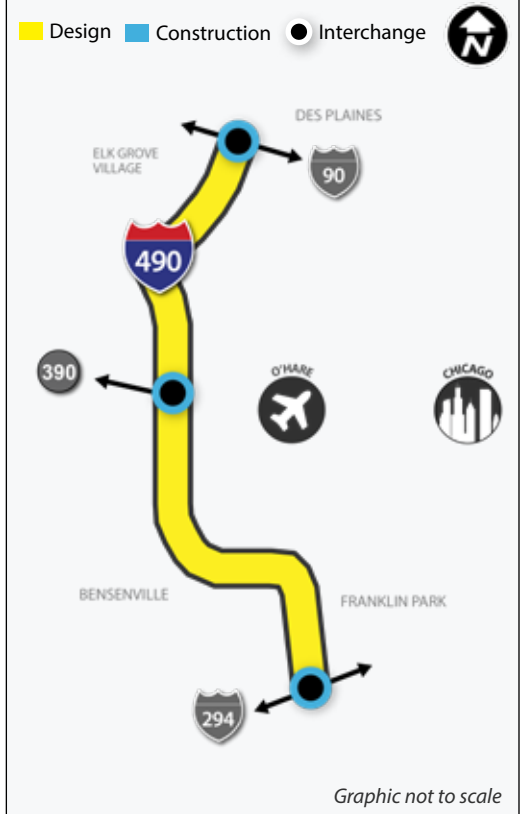 Design Construction Interchange N
DES PLAINES
ELK GROVE
VILLAGE
90
490
390
O'HARE
CHICAGO
BENSENVILLE
FRANKLIN PARK
294
Graphic not to scale